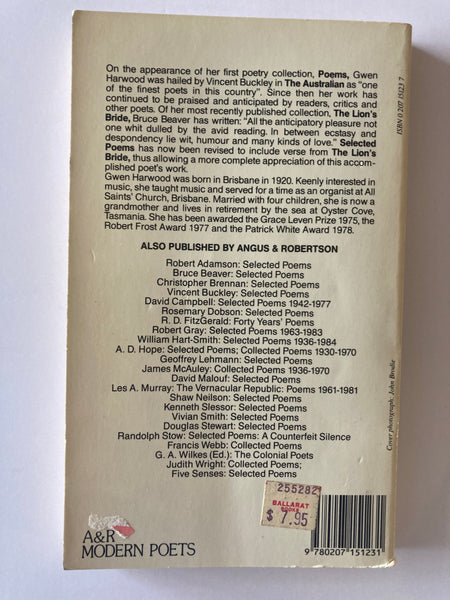 On the appearance of her first poetry collection, Poems, Gwen
Harwood was hailed by Vincent Buckley in The Australian as "one
of the finest poets in this country". Since then her work has
continued to be praised and anticipated by readers, critics and
other poets. Of her most recently published collection, The Lion's
Bride, Bruce Beaver has written: "All the anticipatory pleasure not
one whit dulled by the avid reading. In between ecstasy and
despondency lie wit, humour and many kinds of love." Selected
Poems has now been revised to include verse from The Lion's
Bride, thus allowing a more complete appreciation of this accom-
plished poet's work.
Gwen Harwood was born in Brisbane in 1920. Keenly interested in
music, she taught music and served for a time as an organist at All
Saints' Church, Brisbane. Married with four children, she is now a
grandmother and lives in retirement by the sea at Oyster Cove,
Tasmania. She has been awarded the Grace Leven Prize 1975, the
Robert Frost Award 1977 and the Patrick White Award 1978.
ALSO PUBLISHED BY ANGUS & ROBERTSON
Robert Adamson: Selected Poems
Bruce Beaver: Selected Poems
Christopher Brennan: Selected Poems
Vincent Buckley: Selected Poems
David Campbell: Selected Poems 1942-1977
Rosemary Dobson: Selected Poems
R. D. FitzGerald: Forty Years' Poems
Robert Gray: Selected Poems 1963-1983
William Hart-Smith: Selected Poems 1936-1984
A. D. Hope: Selected Poems; Collected Poems 1930-1970
Geoffrey Lehmann: Selected Poems
James McAuley: Collected Poems 1936-1970
David Malouf: Selected Poems
Les A. Murray: The Vernacular Republic: Poems 1961-1981
Shaw Neilson: Selected Poems
Kenneth Slessor: Selected Poems
Vivian Smith: Selected Poems
Douglas Stewart: Selected Poems
Randolph Stow: Selected Poems: A Counterfeit Silence
Francis Webb: Collected Poems
G. A. Wilkes (Ed.): The Colonial Poets
Judith Wright: Collected Poems;
Five Senses: Selected Poems
ISBN 0 207 15123 7
Cover photograph, John Brodie
255282
BALLARAT
BOOKS
$ 7.95
A&R
MODERN POETS
9780207151231